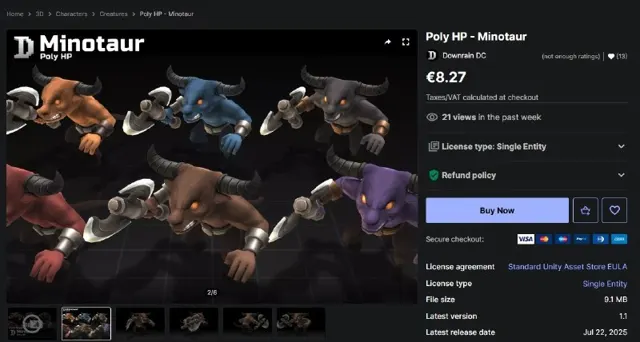 Home > 3D > Characters > Creatures > Poly HP - Minotaur
Minotaur
Poly HP
2/6
Poly HP - Minotaur
Downrain DC
(not enough ratings) | (13)
€8.27
Taxes/VAT calculated at checkout
21 views in the past week
License type: Single Entity
Refund policy
Buy Now
Secure checkout:
VISA
License agreement Standard Unity Asset Store EULA
License type Single Entity
File size 9.1 MB
Latest version 1.1
Latest release date Jul 22, 2025